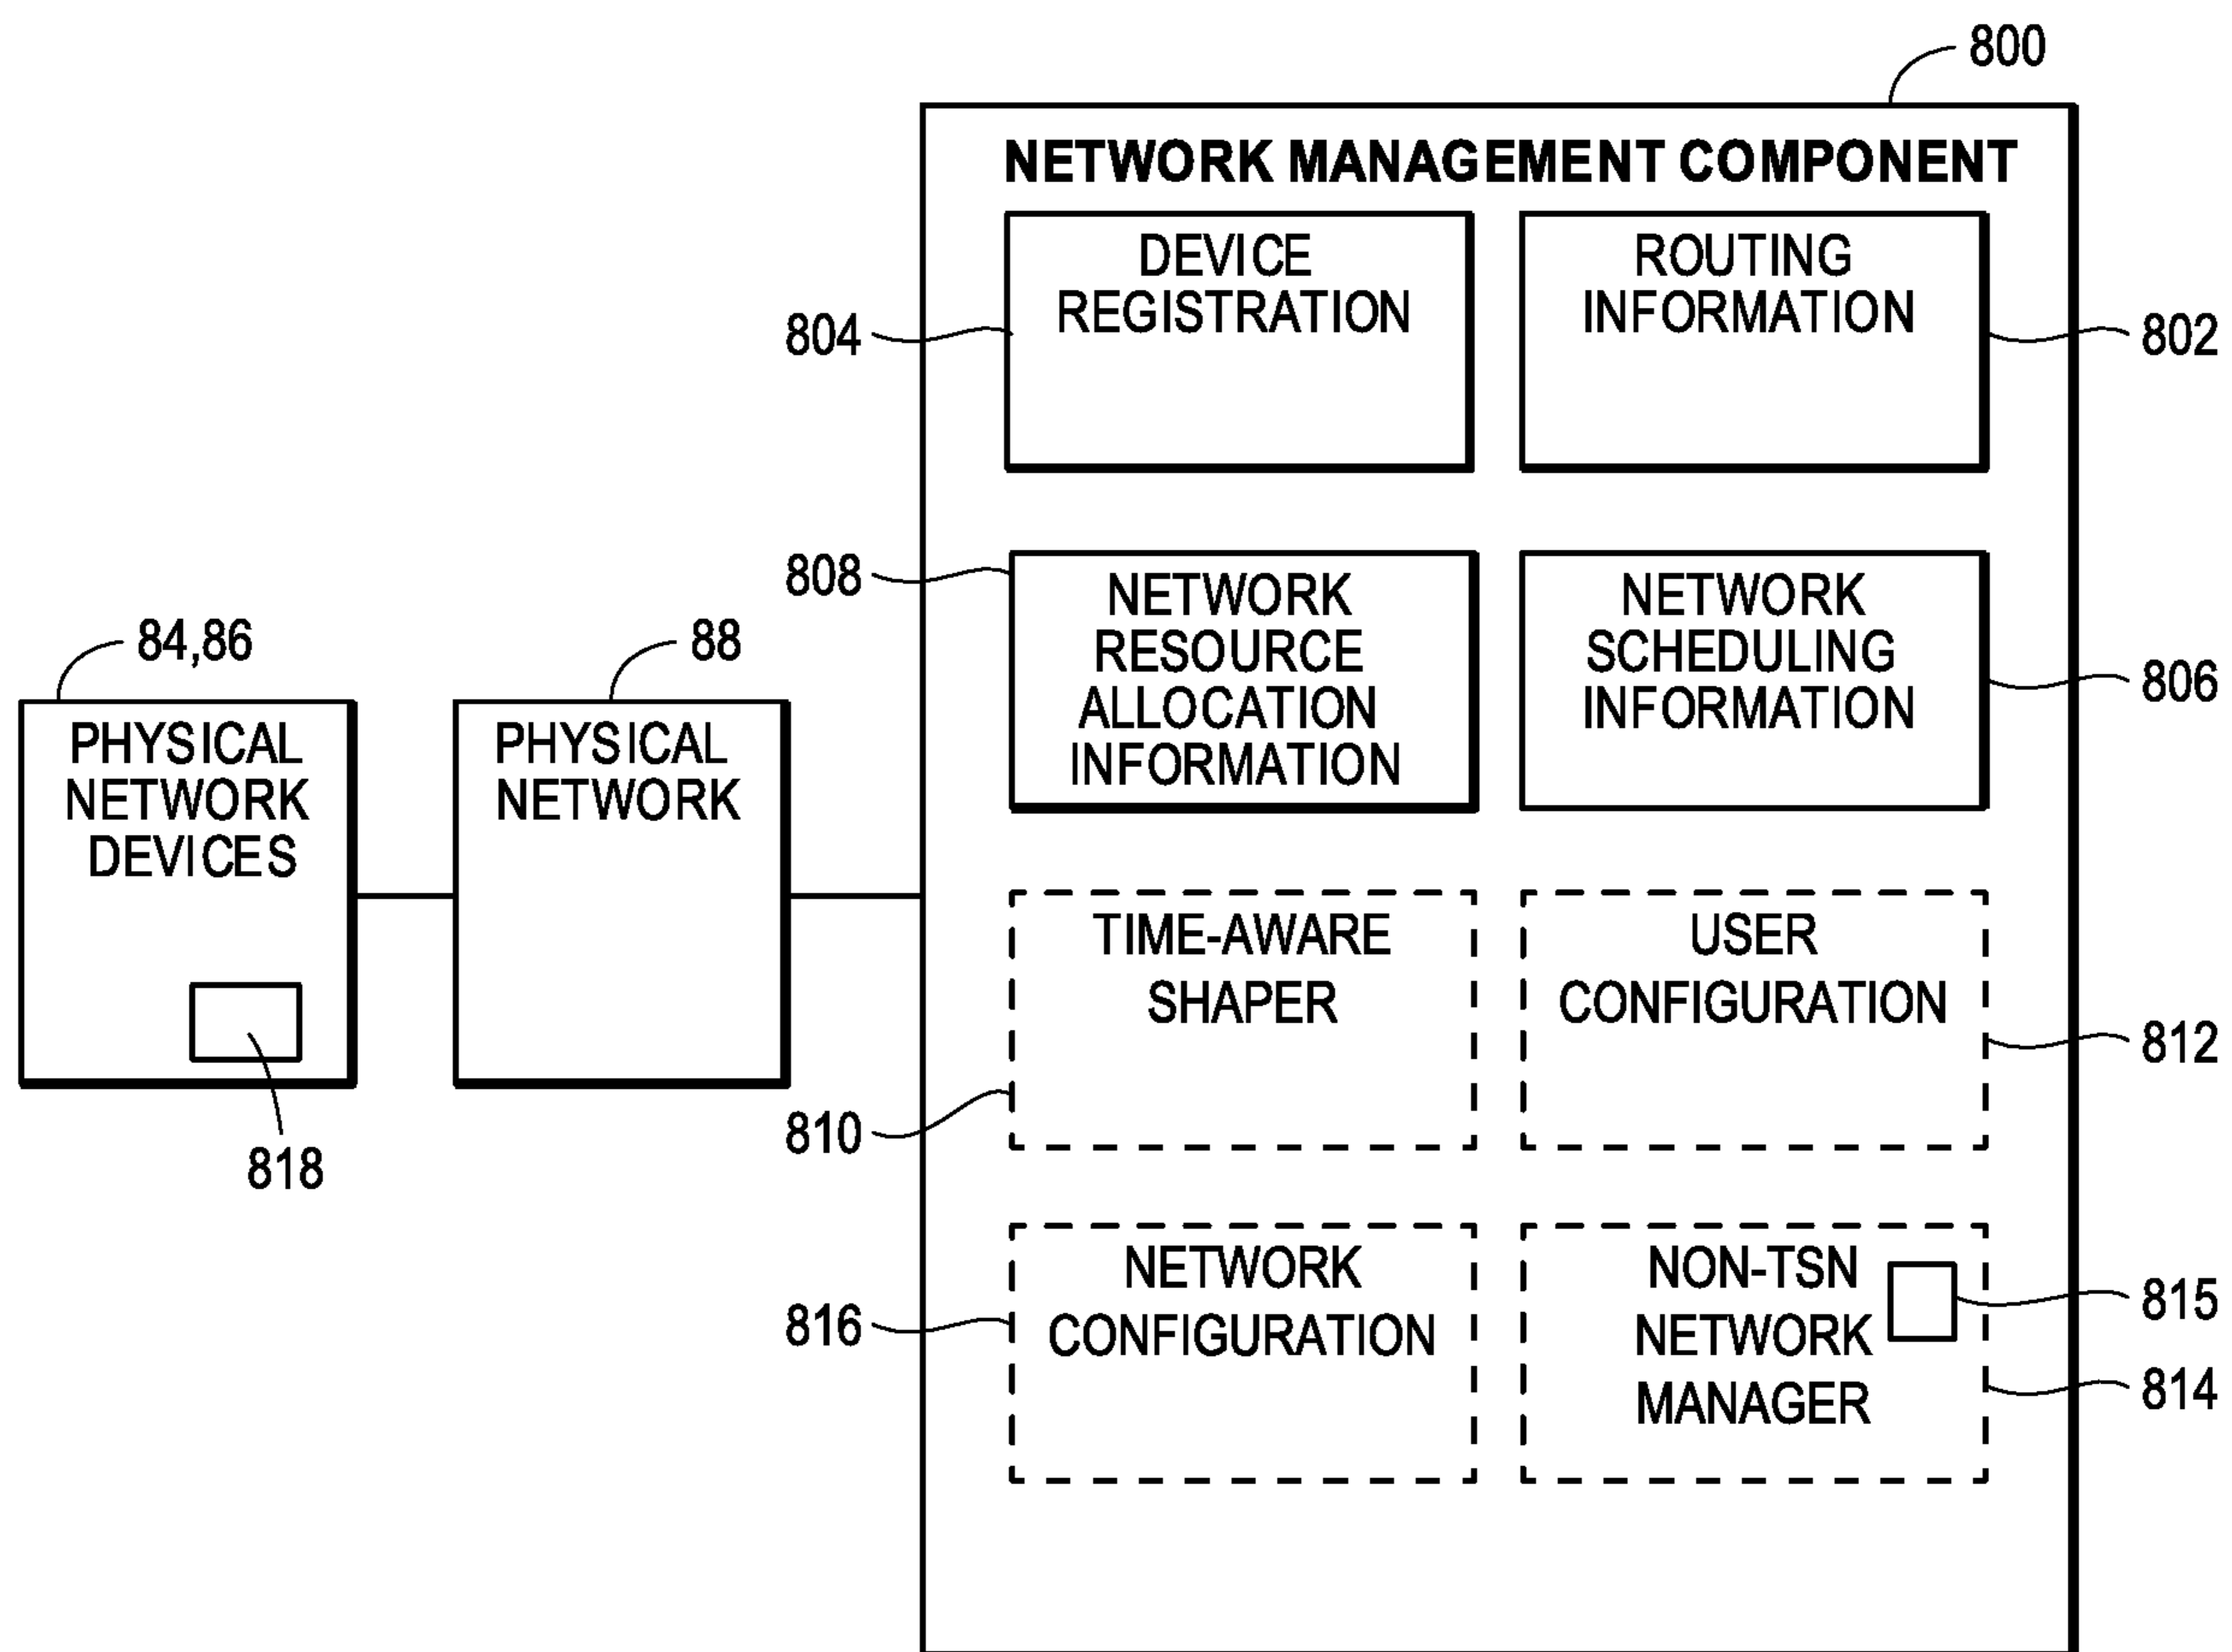 800
NETWORK MANAGEMENT COMPONENT
DEVICE
REGISTRATION
804
ROUTING
INFORMATION
802
808
NETWORK
RESOURCE
ALLOCATION
INFORMATION
NETWORK
SCHEDULING
INFORMATION
806
84,86
PHYSICAL
NETWORK
DEVICES
818
88
PHYSICAL
NETWORK
TIME-AWARE
SHAPER
810
USER
CONFIGURATION
812
NETWORK
CONFIGURATION
816
NON-TSN
NETWORK
MANAGER
815
814